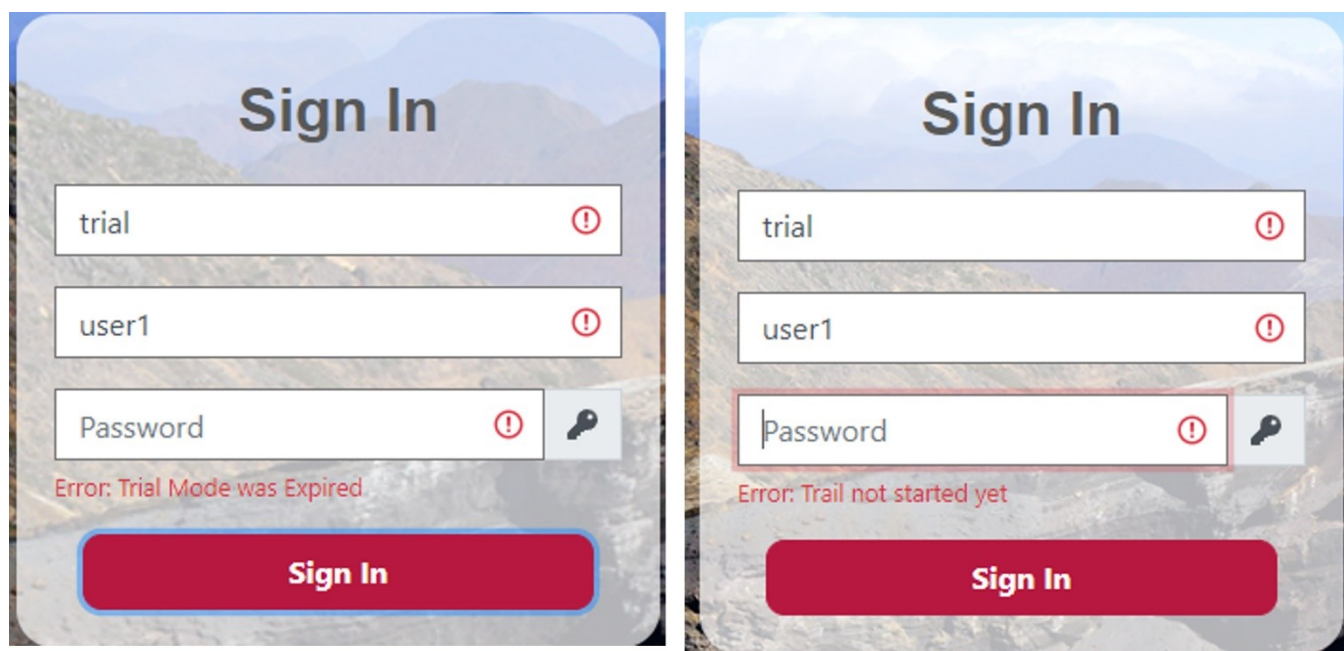 Sign In
trial
user1
Password
Error: Trial Mode was Expired
Sign In
Sign In
trial
user1
Password
Error: Trail not started yet
Sign In